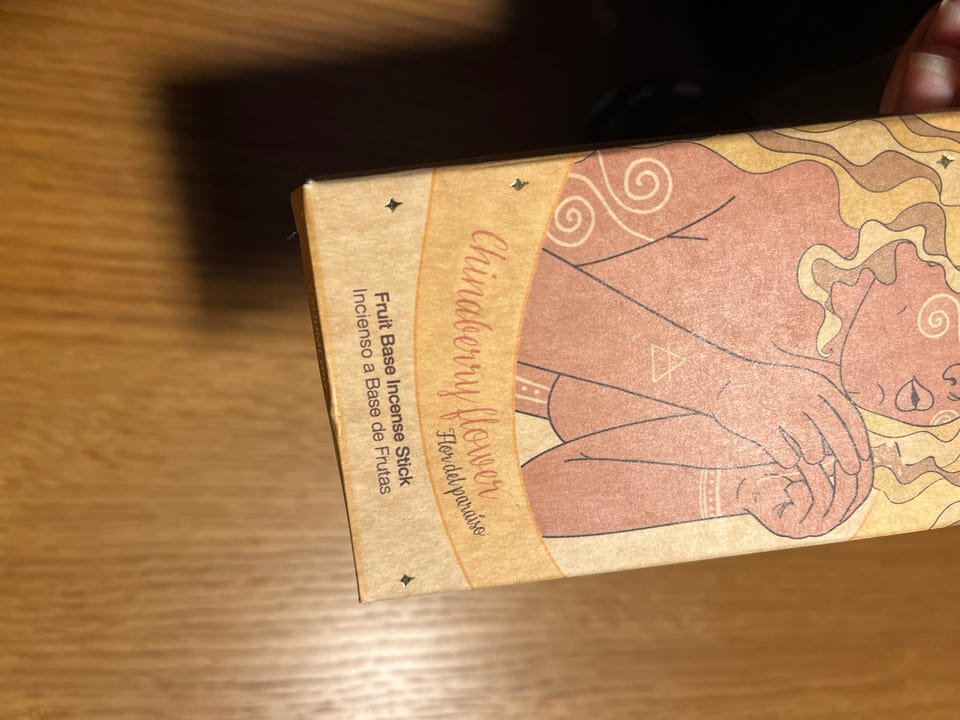 Chinaberry flower
Flor del paraíso
Fruit Base Incense Stick
Incienso a Base de Frutas